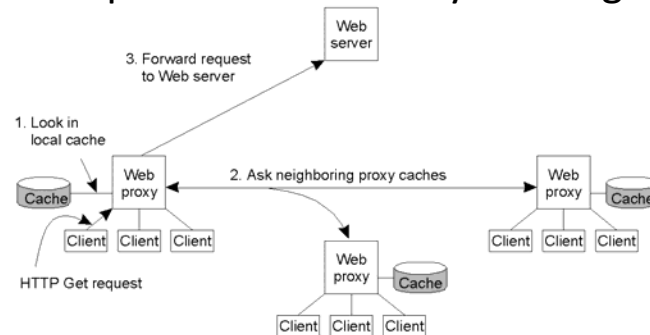 Web
server
3. Forward request
to Web server
1. Look in
local cache
Web
proxy
2. Ask neighboring proxy caches
Web
proxy
Cache
Cache
Client Client Client
Client Client Client
HTTP Get request
Web
proxy
Cache
Client Client Client